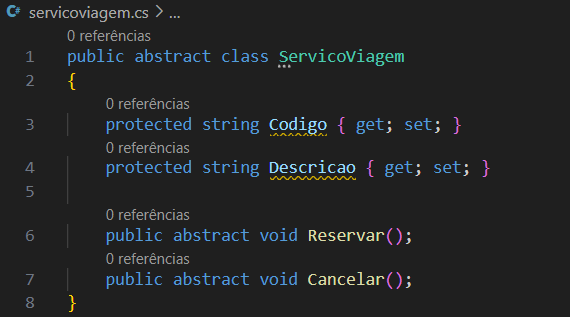 servicoviagem.cs > ...
0 referências
1 public abstract class ServicoViagem
2 {
0 referências
3 protected string Codigo { get; set; }
0 referências
4 protected string Descricao { get; set; }
5
0 referências
6 public abstract void Reservar();
0 referências
7 public abstract void Cancelar();
8 }